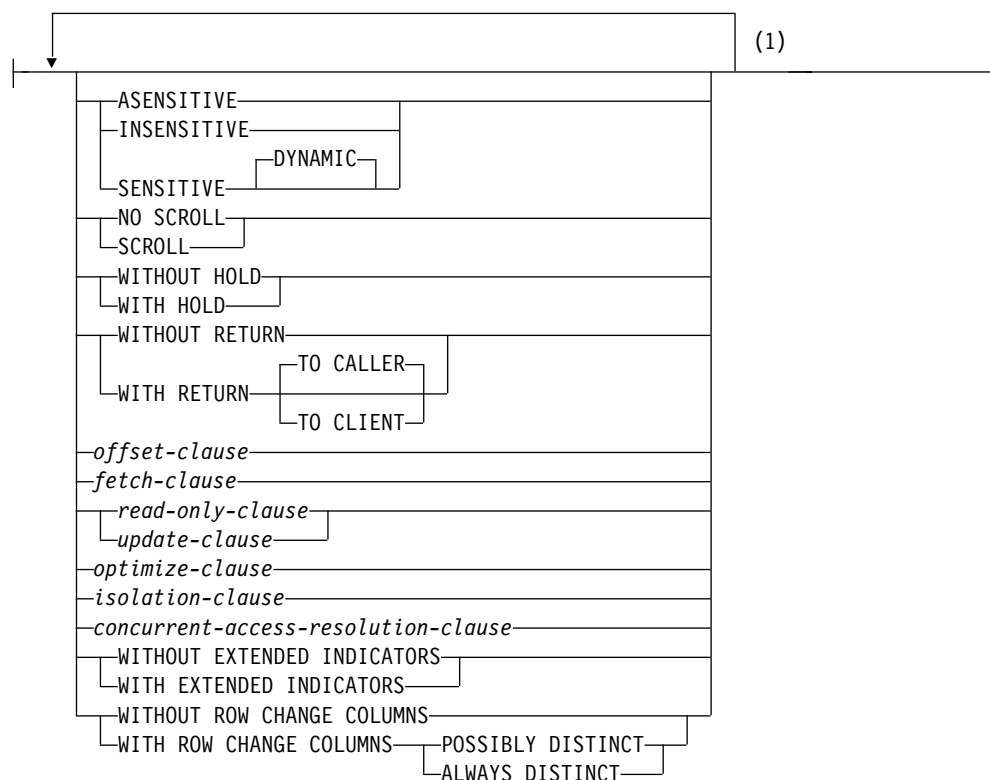 (1)
ASENSITIVE
INSENSITIVE
DYNAMIC
SENSITIVE
NO SCROLL
SCROLL
WITHOUT HOLD
WITH HOLD
WITHOUT RETURN
TO CALLER
WITH RETURN
TO CLIENT
offset-clause
fetch-clause
read-only-clause
update-clause
optimize-clause
isolation-clause
concurrent-access-resolution-clause
WITHOUT EXTENDED INDICATORS
WITH EXTENDED INDICATORS
WITHOUT ROW CHANGE COLUMNS
WITH ROW CHANGE COLUMNS POSSIBLY DISTINCT
ALWAYS DISTINCT